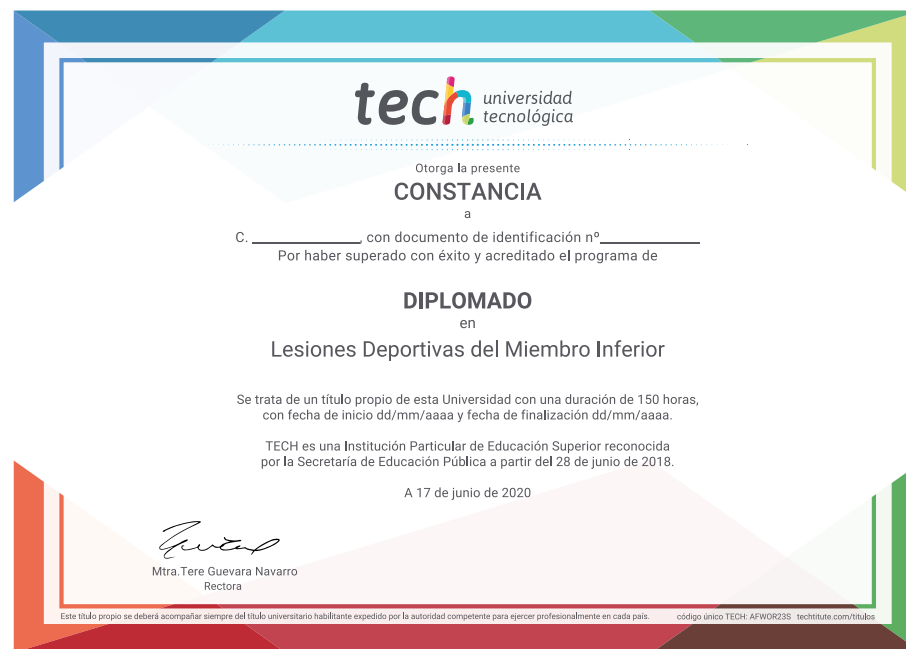 tech universidad
tecnológica
Otorga la presente
CONSTANCIA
a
C. ____________, con documento de identificación nº___________
Por haber superado con éxito y acreditado el programa de
DIPLOMADO
en
Lesiones Deportivas del Miembro Inferior
Se trata de un título propio de esta Universidad con una duración de 150 horas,
con fecha de inicio dd/mm/aaaa y fecha de finalización dd/mm/aaaa.
TECH es una Institución Particular de Educación Superior reconocida
por la Secretaría de Educación Pública a partir del 28 de junio de 2018.
A 17 de junio de 2020
Mtra.Tere Guevara Navarro
Rectora
Este título propio se deberá acompañar siempre del título universitario habilitante expedido por la autoridad competente para ejercer profesionalmente en cada país. código único TECH: AFWOR23S techtitute.com/títulos